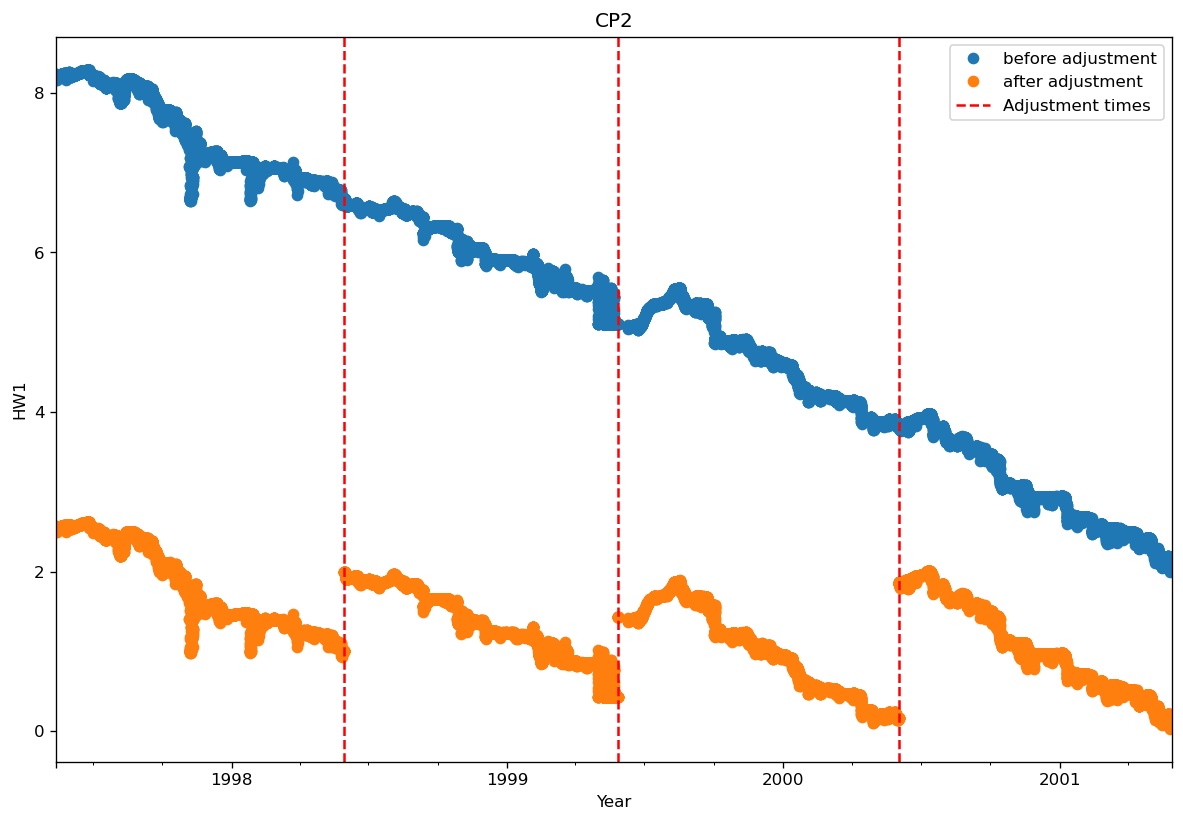 CP2
before adjustment
after adjustment
Adjustment times
8
6
4
2
0
HW1
1998
1999
2000
2001
Year